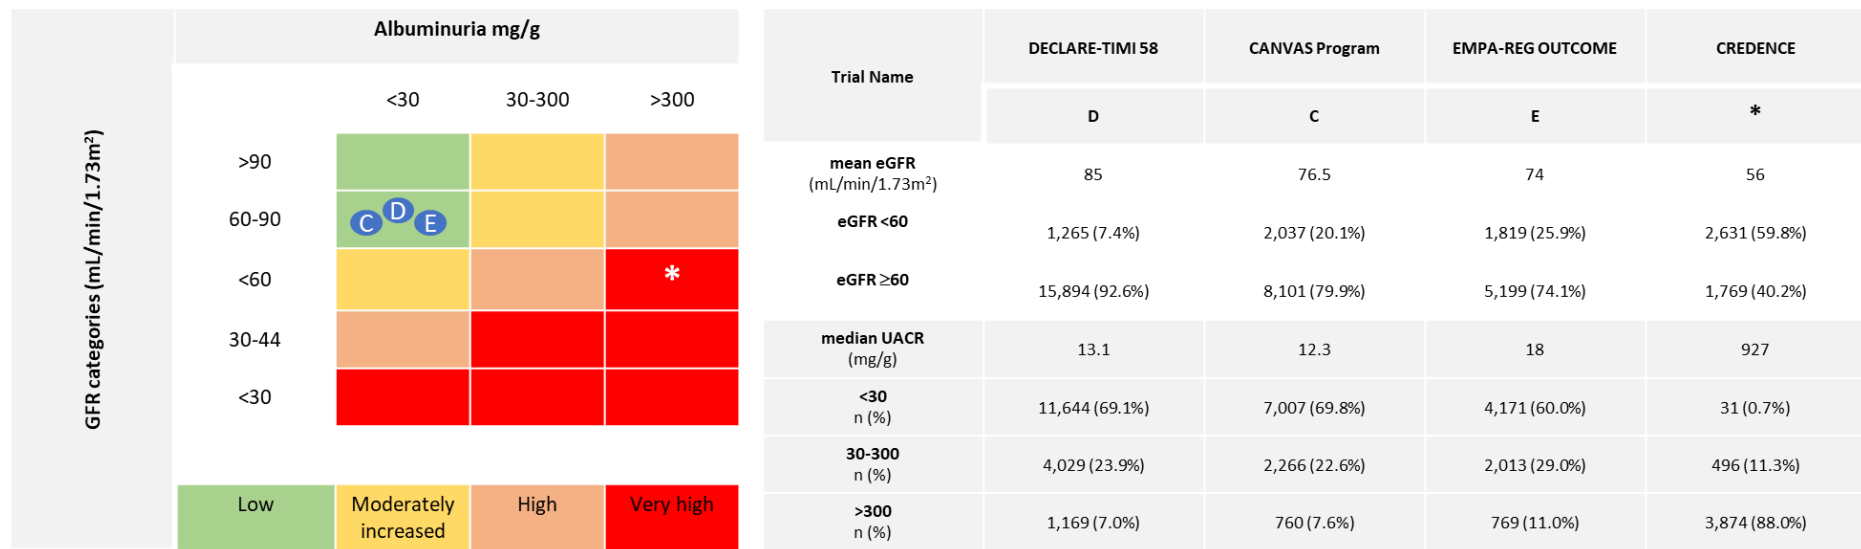 Albuminuria mg/g
<30 30-300 >300
GFR categories (mL/min/1.73m²)
>90
60-90 C D E
<60 *
30-44
<30
Low Moderately increased High Very high
Trial Name DECLARE-TIMI 58 CANVAS Program EMPA-REG OUTCOME CREDENCE
D C E *
mean eGFR
(mL/min/1.73m²) 85 76.5 74 56
eGFR <60 1,265 (7.4%) 2,037 (20.1%) 1,819 (25.9%) 2,631 (59.8%)
eGFR ≥60 15,894 (92.6%) 8,101 (79.9%) 5,199 (74.1%) 1,769 (40.2%)
median UACR
(mg/g) 13.1 12.3 18 927
<30
n (%) 11,644 (69.1%) 7,007 (69.8%) 4,171 (60.0%) 31 (0.7%)
30-300
n (%) 4,029 (23.9%) 2,266 (22.6%) 2,013 (29.0%) 496 (11.3%)
>300
n (%) 1,169 (7.0%) 760 (7.6%) 769 (11.0%) 3,874 (88.0%)